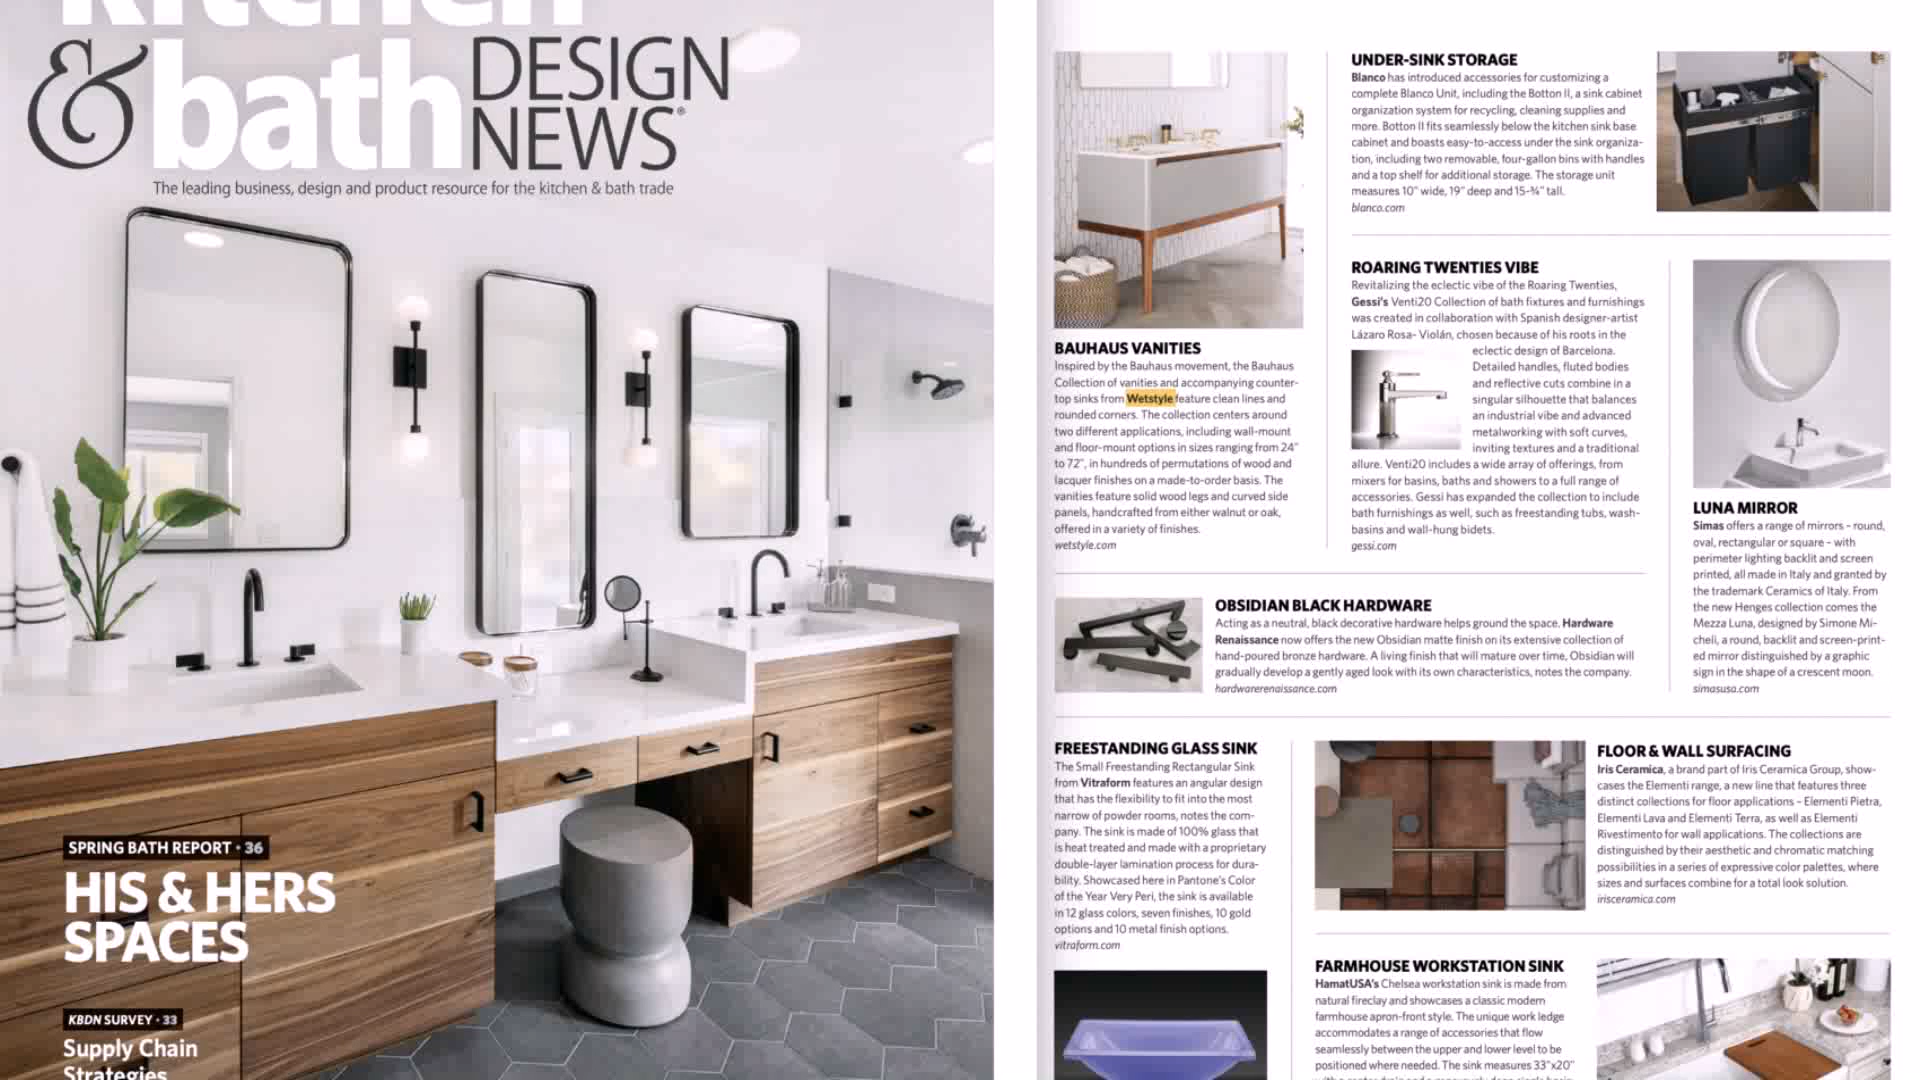 kitchen
& bath DESIGN
NEWS®
The leading business, design and product resource for the kitchen & bath trade
SPRING BATH REPORT • 36
HIS & HERS
SPACES
KBDN SURVEY • 33
Supply Chain
Strategies
BAUHAUS VANITIES
Inspired by the Bauhaus movement, the Bauhaus
Collection of vanities and accompanying counter-
top sinks from Wetstyle feature clean lines and
rounded corners. The collection centers around
two different applications, including wall-mount
and floor-mount options in sizes ranging from 24"
to 72", in hundreds of permutations of wood and
lacquer finishes on a made-to-order basis. The
vanities feature solid wood legs and curved side
panels, handcrafted from either walnut or oak,
offered in a variety of finishes.
wetstyle.com
UNDER-SINK STORAGE
Blanco has introduced accessories for customizing a
complete Blanco Unit, including the Botton II, a sink cabinet
organization system for recycling, cleaning supplies and
more. Botton II fits seamlessly below the kitchen sink base
cabinet and boasts easy-to-access under the sink organiza-
tion, including two removable, four-gallon bins with handles
and a top shelf for additional storage. The storage unit
measures 10" wide, 19" deep and 15-¾" tall.
blanco.com
ROARING TWENTIES VIBE
Revitalizing the eclectic vibe of the Roaring Twenties,
Gessi's Venti20 Collection of bath fixtures and furnishings
was created in collaboration with Spanish designer-artist
Lázaro Rosa- Violán, chosen because of his roots in the
eclectic design of Barcelona.
Detailed handles, fluted bodies
and reflective cuts combine in a
singular silhouette that balances
an industrial vibe and advanced
metalworking with soft curves,
inviting textures and a traditional
allure. Venti20 includes a wide array of offerings, from
mixers for basins, baths and showers to a full range of
accessories. Gessi has expanded the collection to include
bath furnishings as well, such as freestanding tubs, wash-
basins and wall-hung bidets.
gessi.com
LUNA MIRROR
Simas offers a range of mirrors – round,
oval, rectangular or square – with
perimeter lighting backlit and screen
printed, all made in Italy and granted by
the trademark Ceramics of Italy. From
the new Henges collection comes the
Mezza Luna, designed by Simone Mi-
cheli, a round, backlit and screen-print-
ed mirror distinguished by a graphic
sign in the shape of a crescent moon.
simasusa.com
OBSIDIAN BLACK HARDWARE
Acting as a neutral, black decorative hardware helps ground the space. Hardware
Renaissance now offers the new Obsidian matte finish on its extensive collection of
hand-poured bronze hardware. A living finish that will mature over time, Obsidian will
gradually develop a gently aged look with its own characteristics, notes the company.
hardwarerenaissance.com
FREESTANDING GLASS SINK
The Small Freestanding Rectangular Sink
from Vitraform features an angular design
that has the flexibility to fit into the most
narrow of powder rooms, notes the com-
pany. The sink is made of 100% glass that
is heat treated and made with a proprietary
double-layer lamination process for dura-
bility. Showcased here in Pantone's Color
of the Year Very Peri, the sink is available
in 12 glass colors, seven finishes, 10 gold
options and 10 metal finish options.
vitraform.com
FLOOR & WALL SURFACING
Iris Ceramica, a brand part of Iris Ceramica Group, show-
cases the Elementi range, a new line that features three
distinct collections for floor applications – Elementi Pietra,
Elementi Lava and Elementi Terra, as well as Elementi
Rivestimento for wall applications. The collections are
distinguished by their aesthetic and chromatic matching
possibilities in a series of expressive color palettes, where
sizes and surfaces combine for a total look solution.
irisceramica.com
FARMHOUSE WORKSTATION SINK
HamatUSA's Chelsea workstation sink is made from
natural fireclay and showcases a classic modern
farmhouse apron-front style. The unique work ledge
accommodates a range of accessories that flow
seamlessly between the upper and lower level to be
positioned where needed. The sink measures 33"x20"